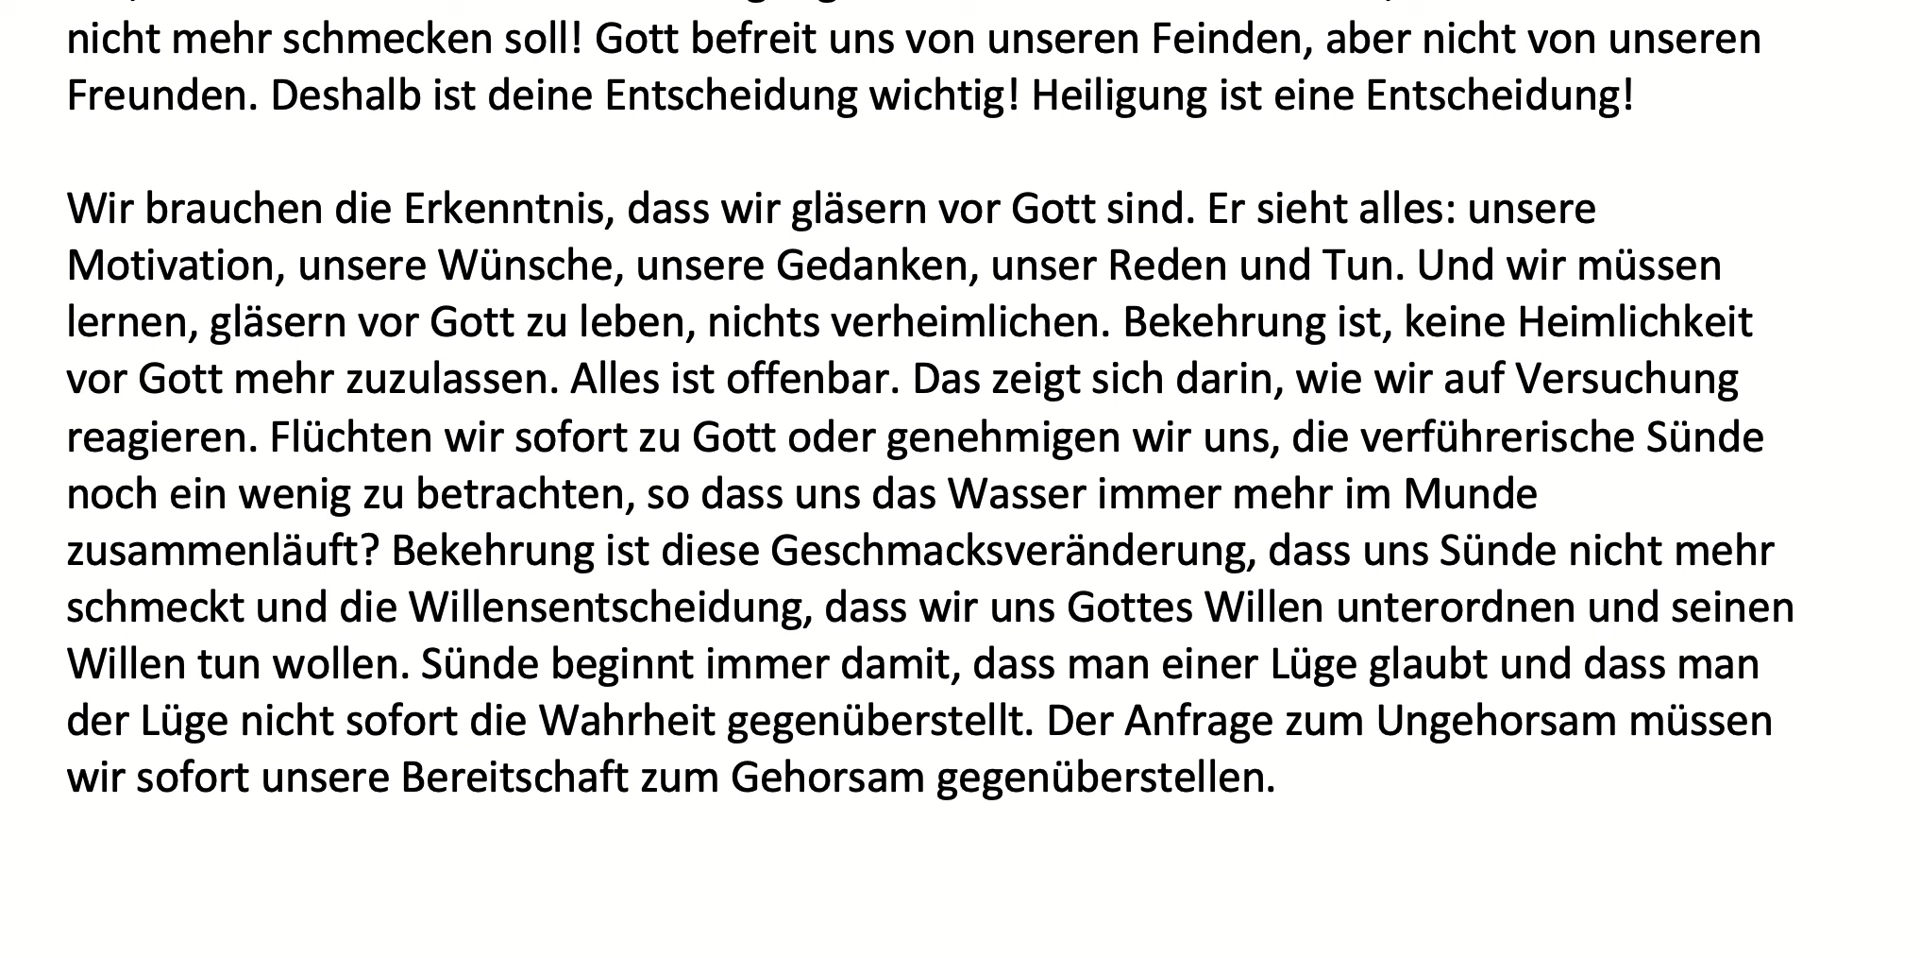 nicht mehr schmecken soll! Gott befreit uns von unseren Feinden, aber nicht von unseren
Freunden. Deshalb ist deine Entscheidung wichtig! Heiligung ist eine Entscheidung!
Wir brauchen die Erkenntnis, dass wir gläsern vor Gott sind. Er sieht alles: unsere
Motivation, unsere Wünsche, unsere Gedanken, unser Reden und Tun. Und wir müssen
lernen, gläsern vor Gott zu leben, nichts verheimlichen. Bekehrung ist, keine Heimlichkeit
vor Gott mehr zuzulassen. Alles ist offenbar. Das zeigt sich darin, wie wir auf Versuchung
reagieren. Flüchten wir sofort zu Gott oder genehmigen wir uns, die verführerische Sünde
noch ein wenig zu betrachten, so dass uns das Wasser immer mehr im Munde
zusammenläuft? Bekehrung ist diese Geschmacksveränderung, dass uns Sünde nicht mehr
schmeckt und die Willensentscheidung, dass wir uns Gottes Willen unterordnen und seinen
Willen tun wollen. Sünde beginnt immer damit, dass man einer Lüge glaubt und dass man
der Lüge nicht sofort die Wahrheit gegenüberstellt. Der Anfrage zum Ungehorsam müssen
wir sofort unsere Bereitschaft zum Gehorsam gegenüberstellen.